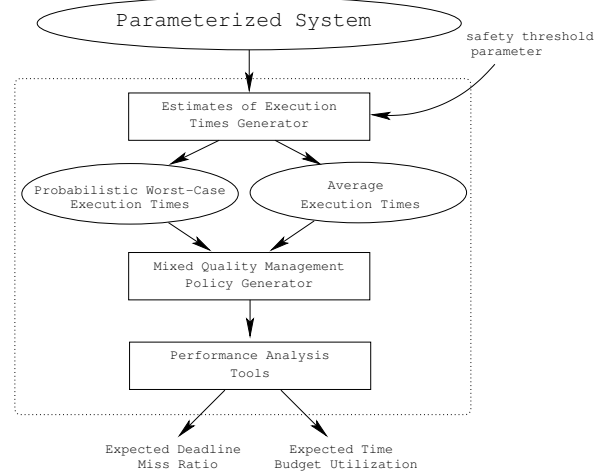 Parameterized System
safety threshold
parameter
Estimates of Execution
Times Generator
Probabilistic Worst-Case
Execution Times
Average
Execution Times
Mixed Quality Management
Policy Generator
Performance Analysis
Tools
Expected Deadline
Miss Ratio
Expected Time
Budget Utilization